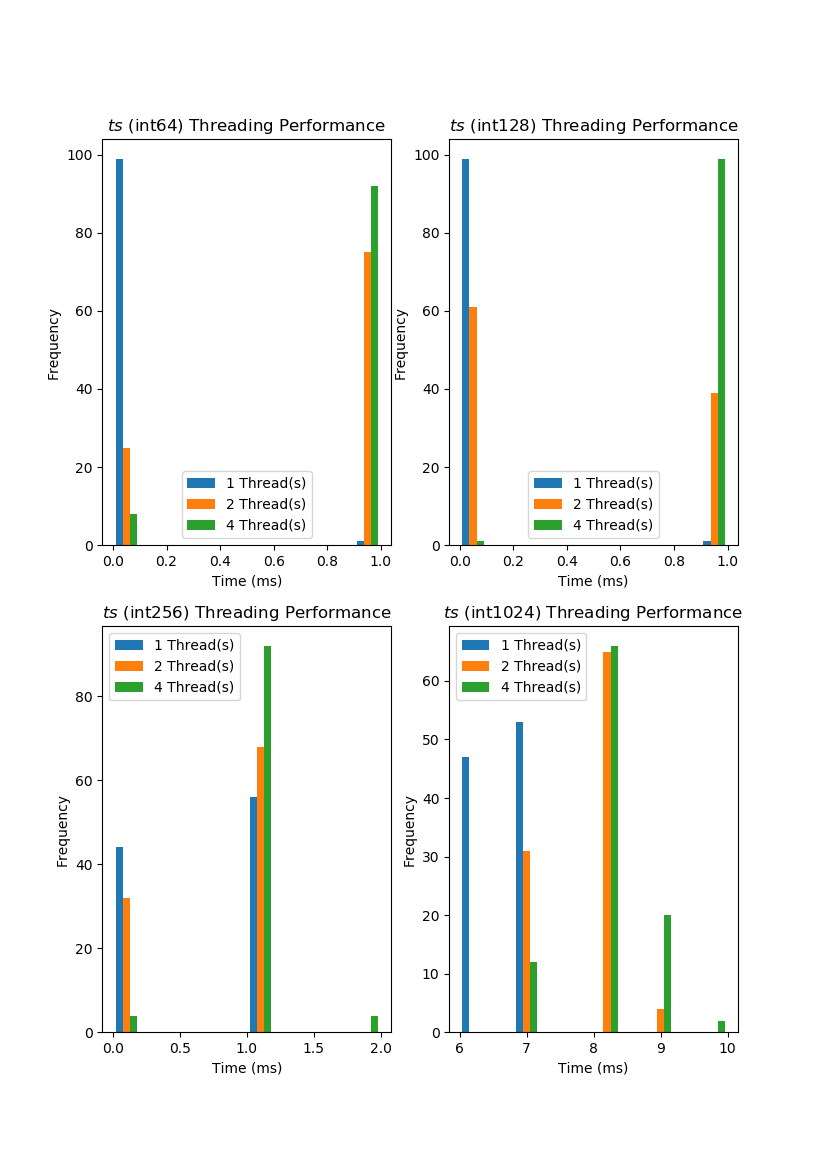 ts (int64) Threading Performance
Frequency
100
80
60
40
20
0
0.0 0.2 0.4 0.6 0.8 1.0
Time (ms)
1 Thread(s)
2 Thread(s)
4 Thread(s)
ts (int128) Threading Performance
Frequency
100
80
60
40
20
0
0.0 0.2 0.4 0.6 0.8 1.0
Time (ms)
1 Thread(s)
2 Thread(s)
4 Thread(s)
ts (int256) Threading Performance
Frequency
80
60
40
20
0
0.0 0.5 1.0 1.5 2.0
Time (ms)
1 Thread(s)
2 Thread(s)
4 Thread(s)
ts (int1024) Threading Performance
Frequency
60
50
40
30
20
10
0
6 7 8 9 10
Time (ms)
1 Thread(s)
2 Thread(s)
4 Thread(s)